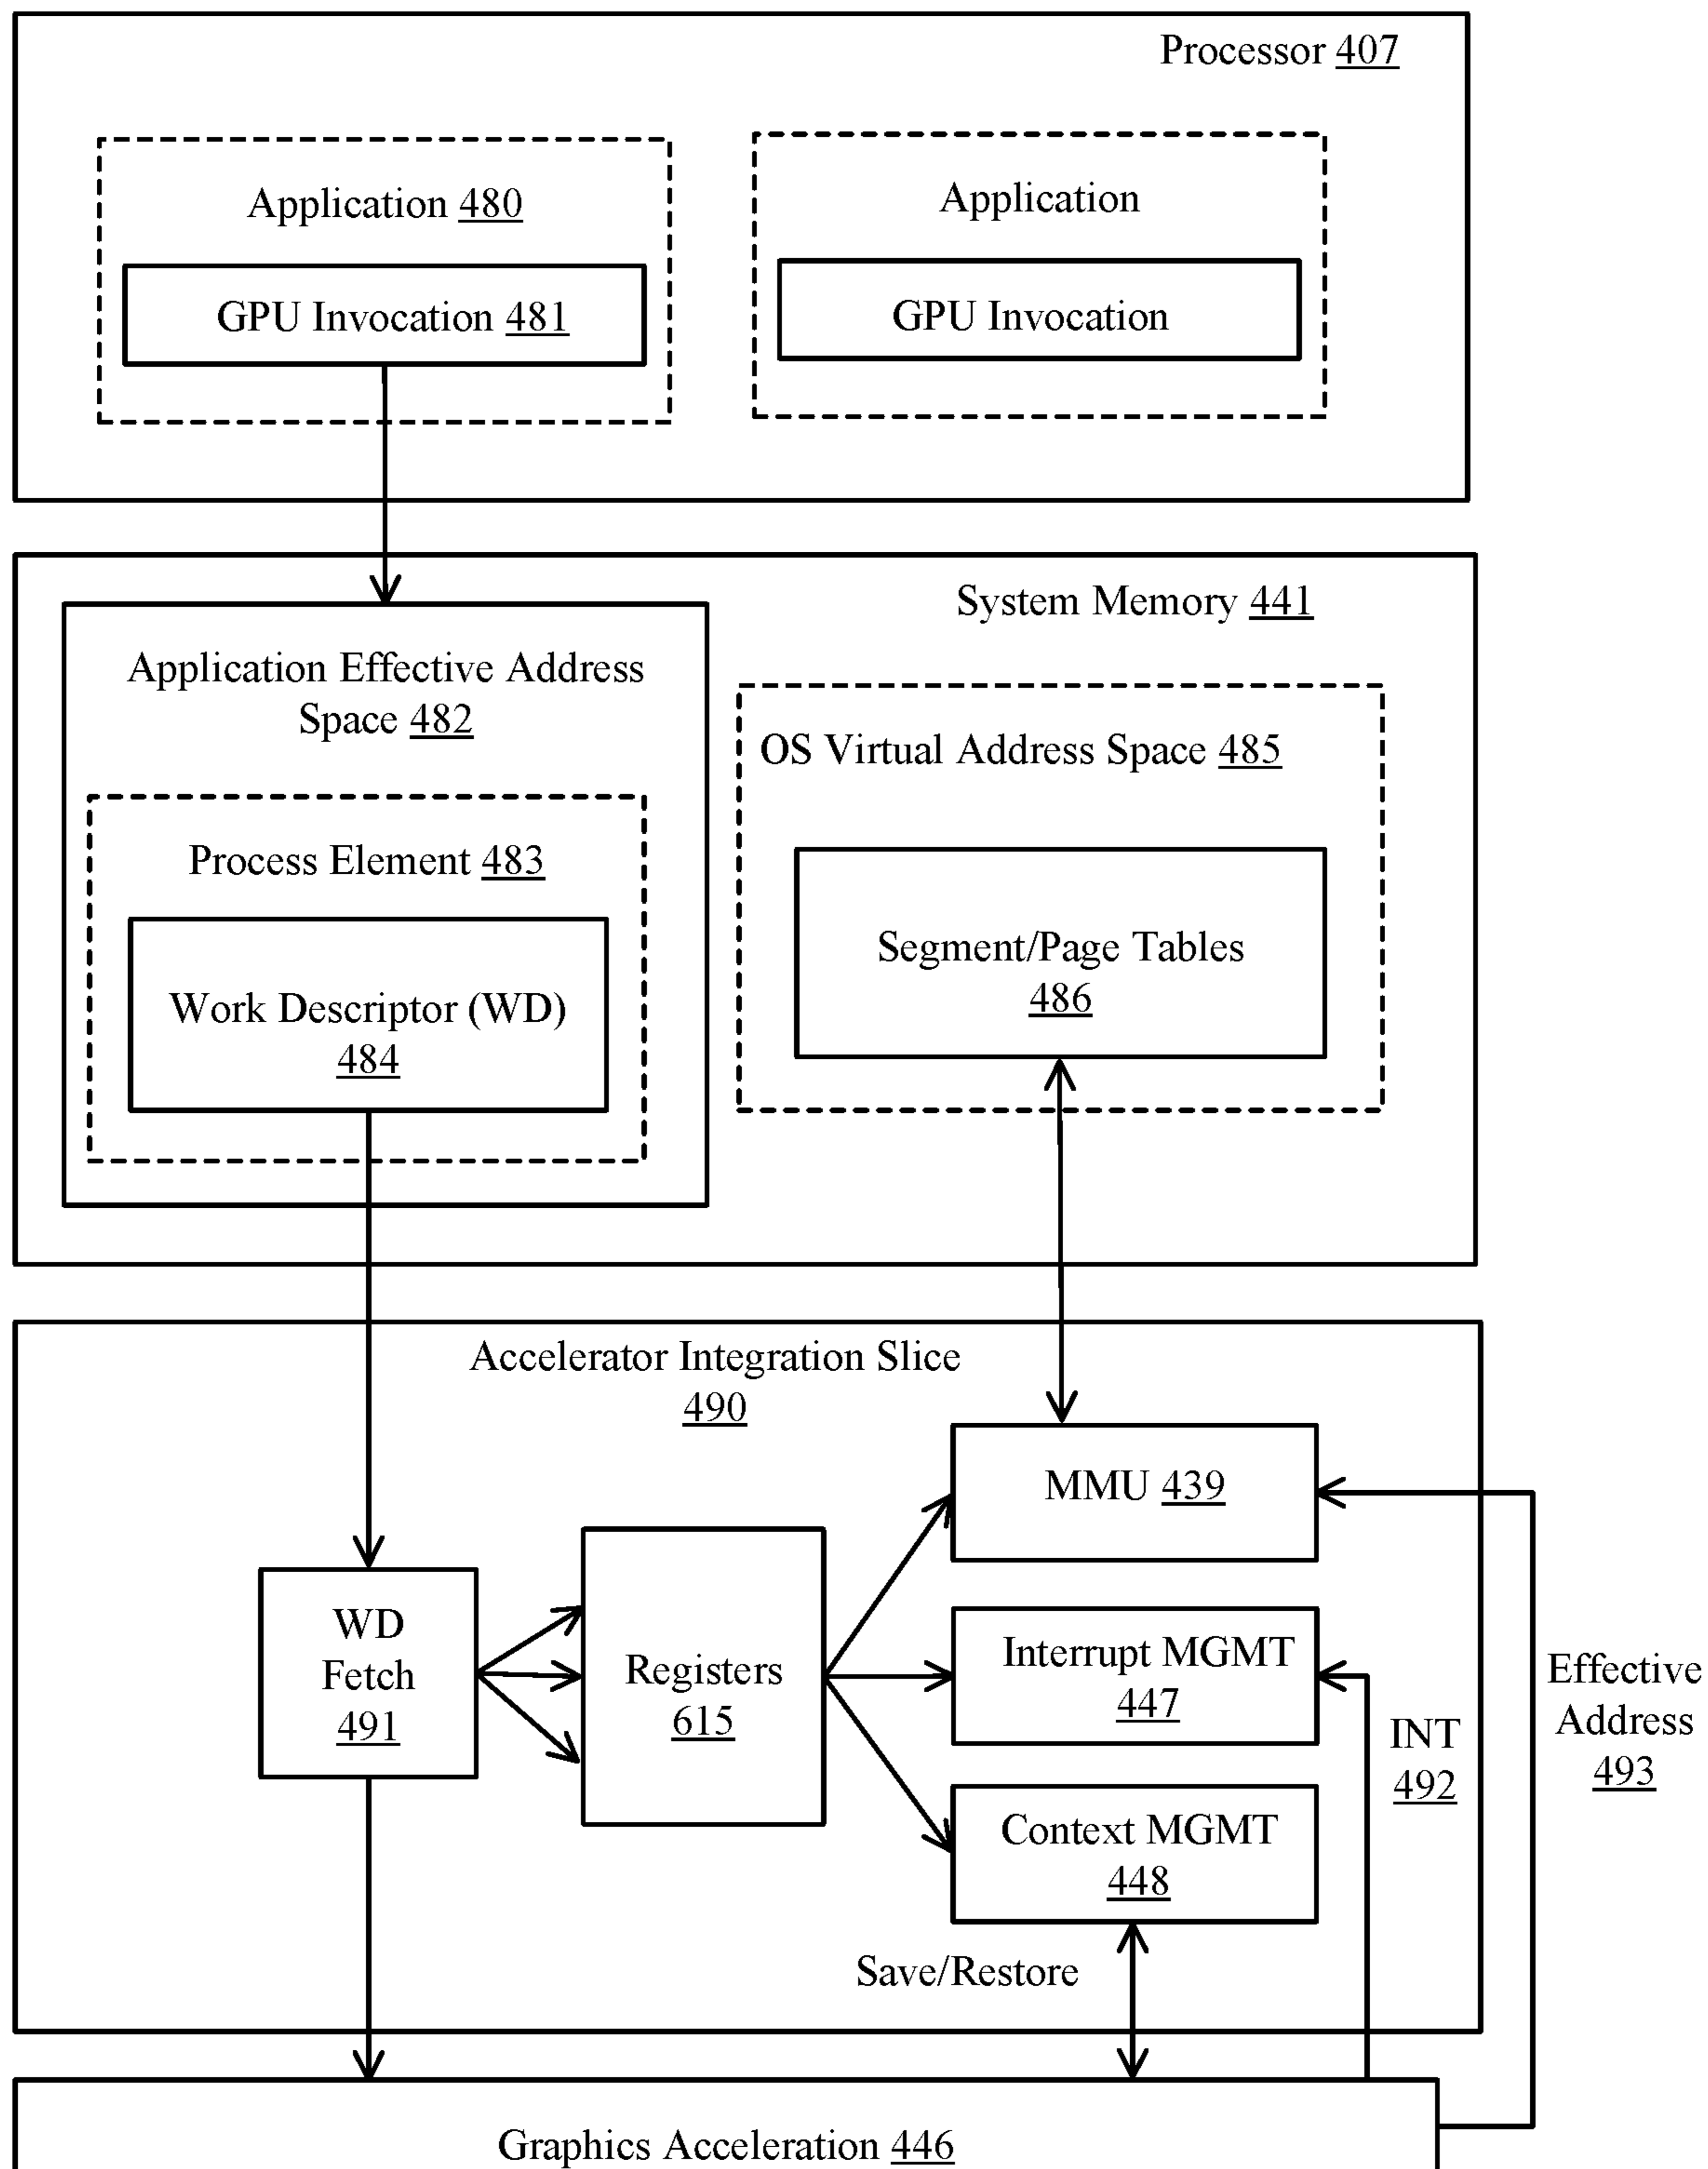 Processor 407
Application 480
GPU Invocation 481
Application
GPU Invocation
System Memory 441
Application Effective Address
Space 482
Process Element 483
Work Descriptor (WD)
484
OS Virtual Address Space 485
Segment/Page Tables
486
Accelerator Integration Slice
490
WD
Fetch
491
Registers
615
MMU 439
Interrupt MGMT
447
Context MGMT
448
Save/Restore
INT
492
Effective
Address
493
Graphics Acceleration 446